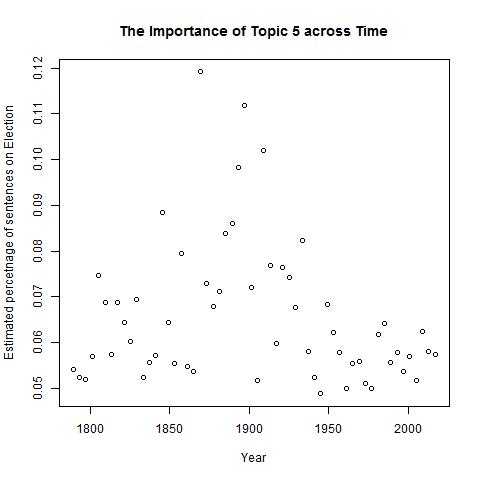 The Importance of Topic 5 across Time
Estimated percetnage of sentences on Election
0.12
0.11
0.10
0.09
0.08
0.07
0.06
0.05
1800 1850 1900 1950 2000
Year